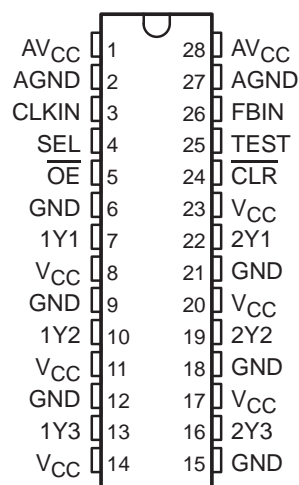 AVCC 1 28 AVCC
AGND 2 27 AGND
CLKIN 3 26 FBIN
SEL 4 25 TEST
OE 5 24 CLR
GND 6 23 VCC
1Y1 7 22 2Y1
VCC 8 21 GND
GND 9 20 VCC
1Y2 10 19 2Y2
VCC 11 18 GND
GND 12 17 VCC
1Y3 13 16 2Y3
VCC 14 15 GND